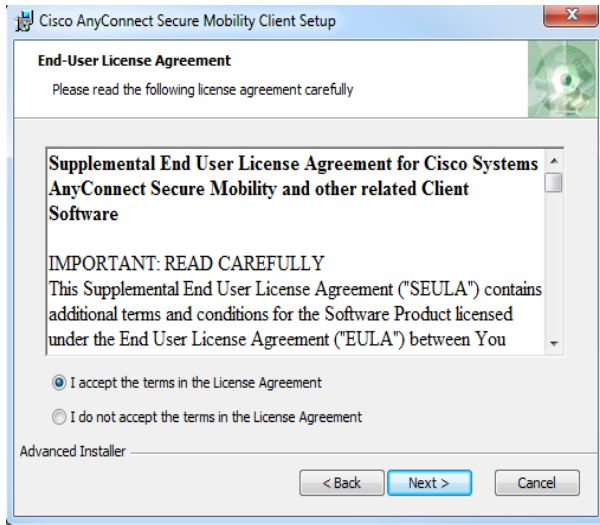 Cisco AnyConnect Secure Mobility Client Setup
X
End-User License Agreement
Please read the following license agreement carefully
Supplemental End User License Agreement for Cisco Systems
AnyConnect Secure Mobility and other related Client
Software
IMPORTANT: READ CAREFULLY
This Supplemental End User License Agreement ("SEULA") contains
additional terms and conditions for the Software Product licensed
under the End User License Agreement ("EULA") between You
I accept the terms in the License Agreement
I do not accept the terms in the License Agreement
Advanced Installer
< Back Next > Cancel